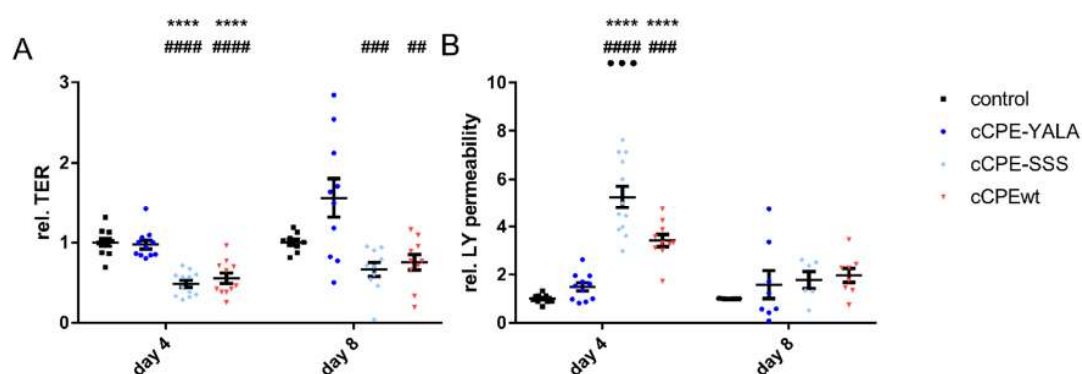 A
**** ****
#### #### ### ##
rel. TER
3
2
1
0
day 4
day 8
B
**** ****
#### ###
•••
rel. LY permeability
10
8
6
4
2
0
day 4
day 8
control
cCPE-YALA
cCPE-SSS
cCPEwt